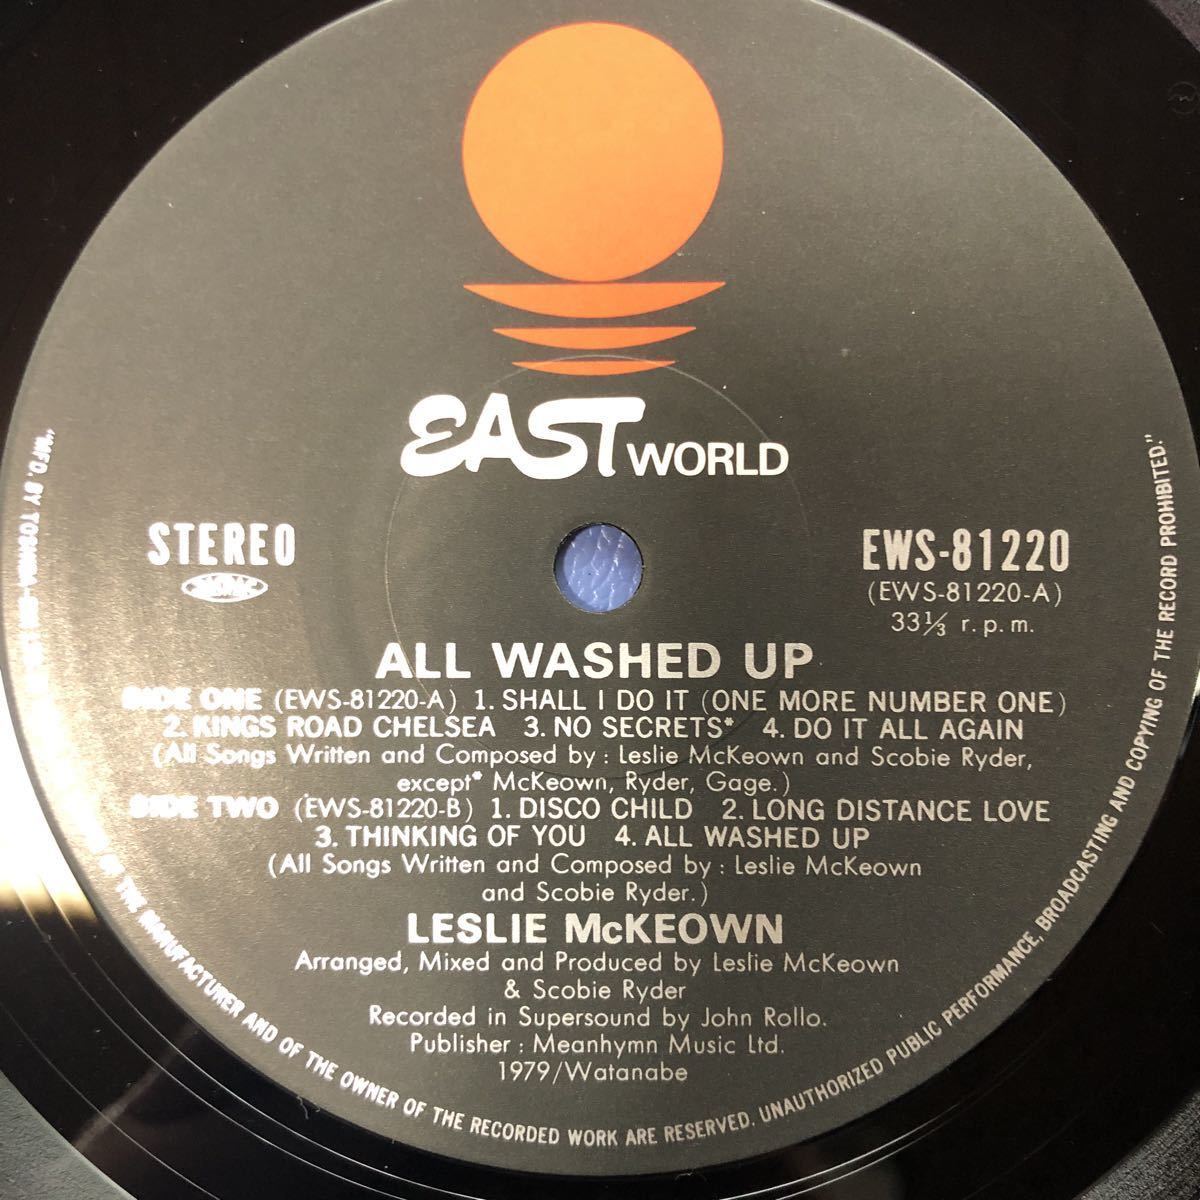 EAST WORLD
STEREO
EWS-81220
(EWS-81220-A)
33⅓ r.p.m.
ALL WASHED UP
SIDE ONE (EWS-81220-A) 1. SHALL I DO IT (ONE MORE NUMBER ONE)
2. KINGS ROAD CHELSEA 3. NO SECRETS* 4. DO IT ALL AGAIN
(All Songs Written and Composed by : Leslie McKeown and Scobie Ryder,
except* McKeown, Ryder, Gage.)
SIDE TWO (EWS-81220-B) 1. DISCO CHILD 2. LONG DISTANCE LOVE
3. THINKING OF YOU 4. ALL WASHED UP
(All Songs Written and Composed by : Leslie McKeown
and Scobie Ryder.)
LESLIE McKEOWN
Arranged, Mixed and Produced by Leslie McKeown
& Scobie Ryder
Recorded in Supersound by John Rollo.
Publisher : Meanhymn Music Ltd.
1979/Watanabe
"MFD. BY OF THE MANUFACTURER AND OF THE OWNER OF THE RECORDED WORK ARE RESERVED. UNAUTHORIZED PUBLIC PERFORMANCE, BROADCASTING AND COPYING OF THE RECORD PROHIBITED."